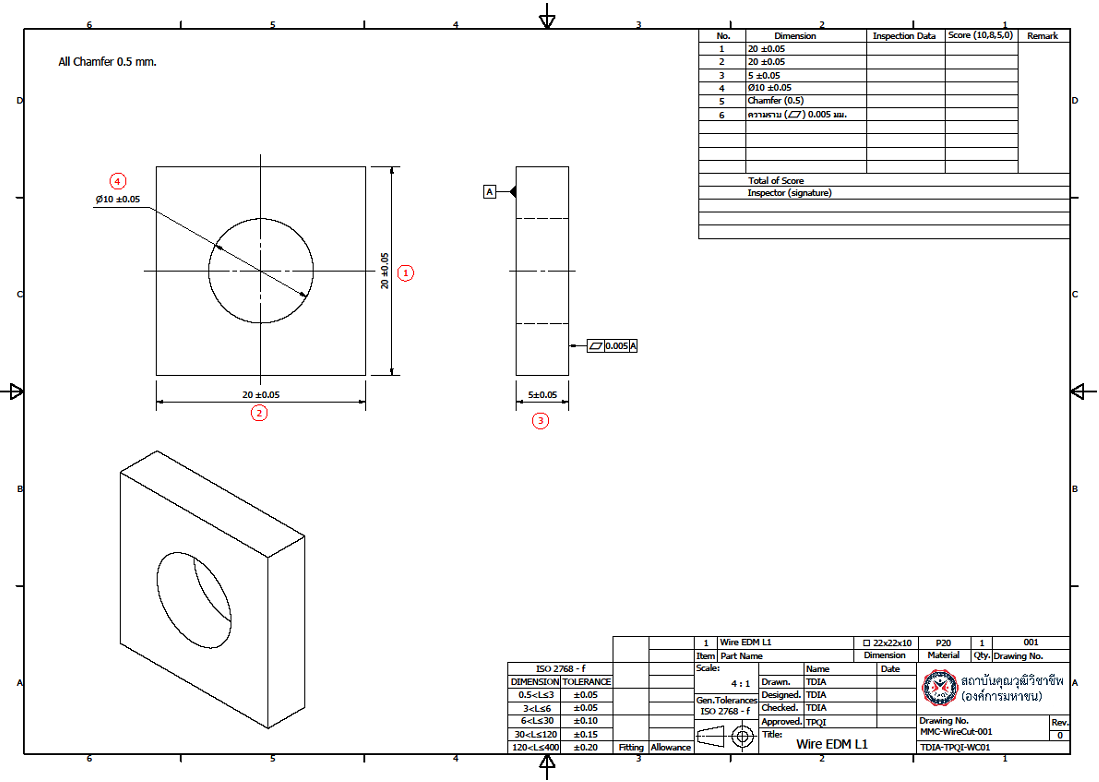 6 5 4 3 2 1
All Chamfer 0.5 mm.
No. Dimension Inspection Data Score (10,8,5,0) Remark
1 20 ±0.05
2 20 ±0.05
3 5 ±0.05
4 Ø10 ±0.05
5 Chamfer (0.5)
6 ความราบ (⏥) 0.005 มม.
Total of Score
Inspector (signature)
D D
4
Ø10 ±0.05
20 ±0.05
1
A
C C
⏥ 0.005 A
20 ±0.05
2
5±0.05
3
B B
1 Wire EDM L1 □ 22x22x10 P20 1 001
Item Part Name Dimension Material Qty. Drawing No.
ISO 2768 - f
DIMENSION TOLERANCE
0.5<L≤3 ±0.05
3<L≤6 ±0.05
6<L≤30 ±0.10
30<L≤120 ±0.15
120<L≤400 ±0.20
Fitting Allowance
Scale:
4 : 1
Gen.Tolerances
ISO 2768 - f
Name Date
Drawn. TDIA
Designed. TDIA
Checked. TDIA
Approved. TPQI
Title:
Wire EDM L1
สถาบันคุณวุฒิวิชาชีพ
(องค์การมหาชน)
Drawing No. Rev.
MMC-WireCut-001 0
TDIA-TPQI-WC01
A A
6 5 4 3 2 1